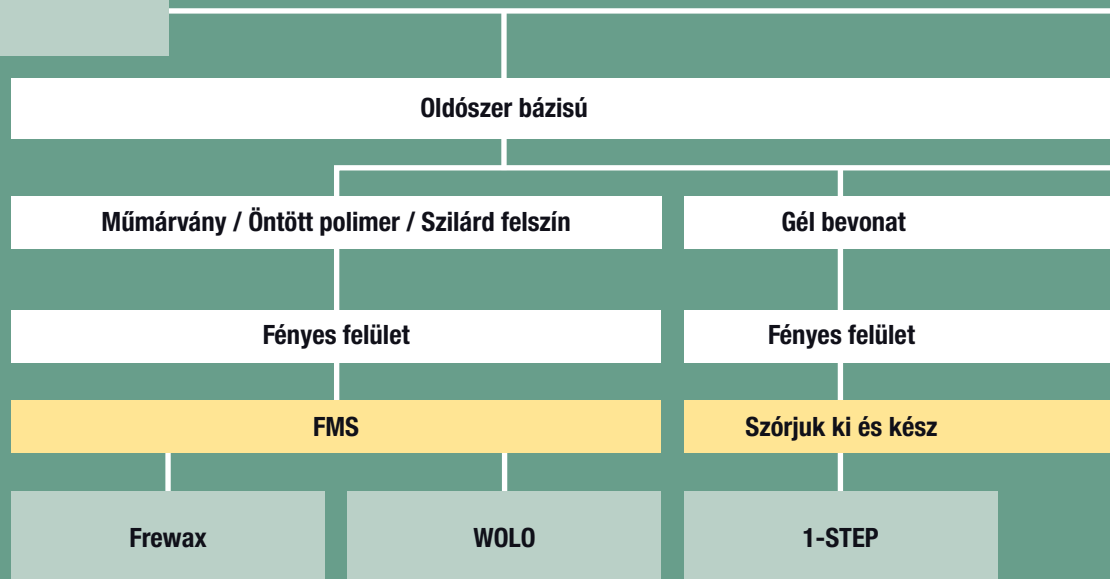 Oldószer bázisú
Műmárvány / Öntött polimer / Szilárd felszín
Gél bevonat
Fényes felület
Fényes felület
FMS
Szórjuk ki és kész
Frewax
WOLO
1-STEP